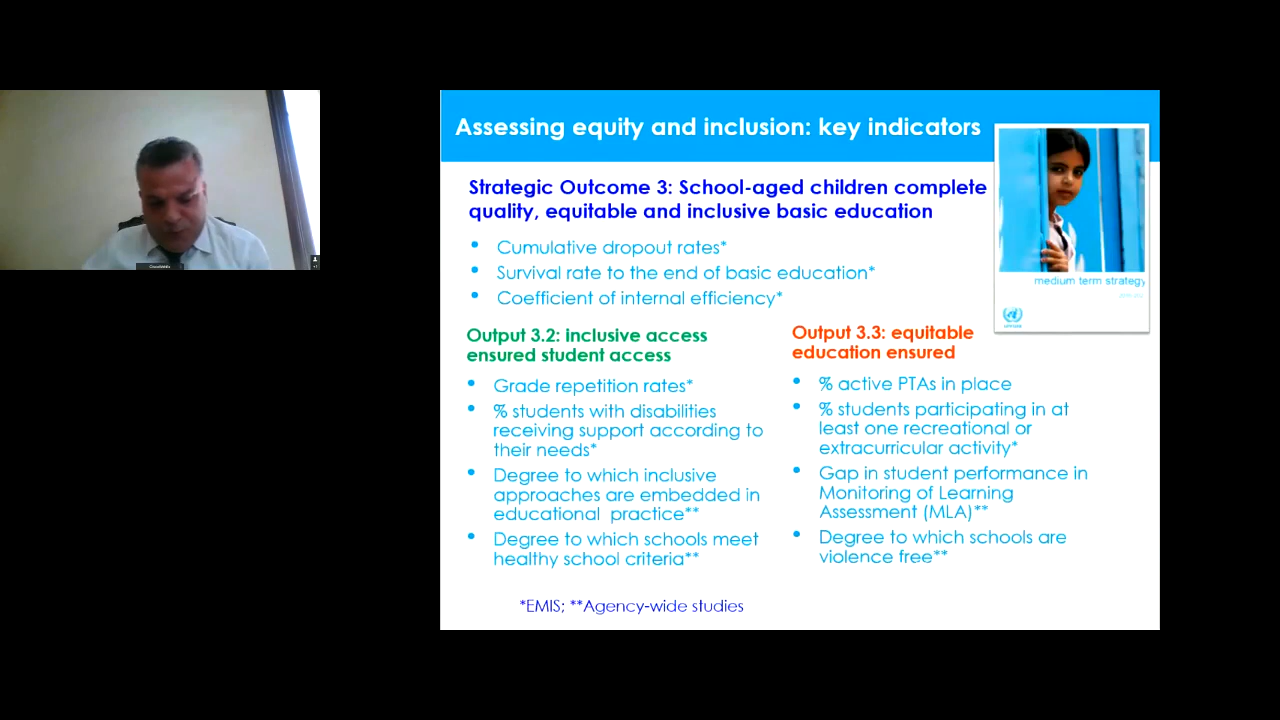 Assessing equity and inclusion: key indicators
Strategic Outcome 3: School-aged children complete
quality, equitable and inclusive basic education
• Cumulative dropout rates*
• Survival rate to the end of basic education*
• Coefficient of internal efficiency*
medium term strategy
Output 3.2: inclusive access
ensured student access
• Grade repetition rates*
• % students with disabilities
receiving support according to
their needs*
• Degree to which inclusive
approaches are embedded in
educational practice**
• Degree to which schools meet
healthy school criteria**
Output 3.3: equitable
education ensured
• % active PTAs in place
• % students participating in at
least one recreational or
extracurricular activity*
• Gap in student performance in
Monitoring of Learning
Assessment (MLA)**
• Degree to which schools are
violence free**
*EMIS; **Agency-wide studies